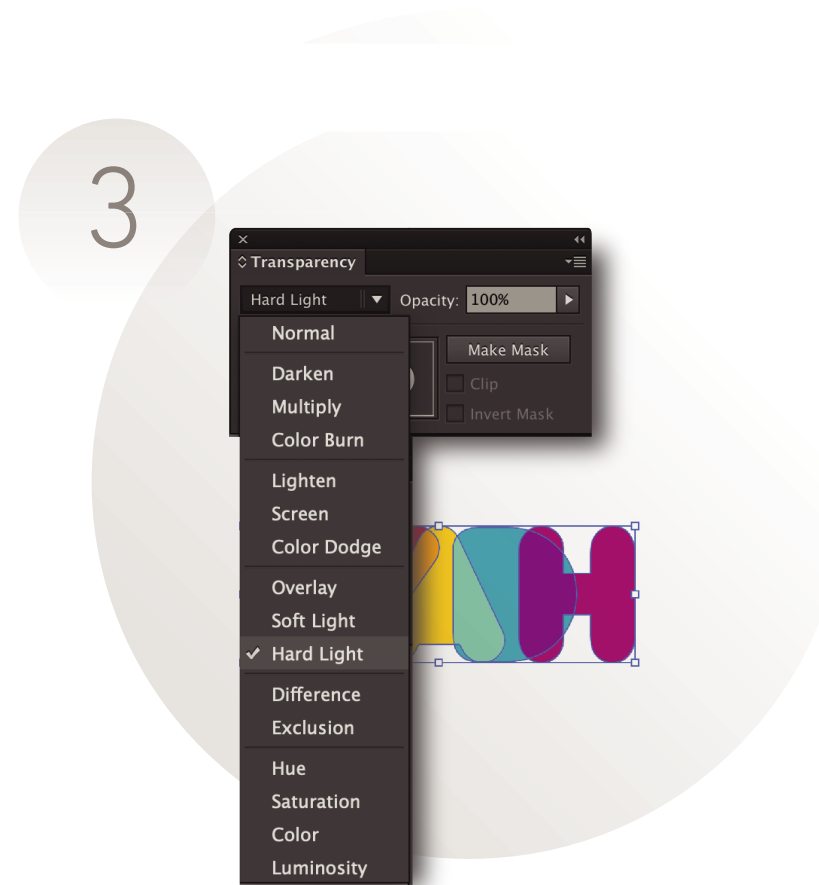 3
Transparency
Hard Light
Opacity: 100%
Normal
Make Mask
Darken
Clip
Multiply
Invert Mask
Color Burn
Lighten
Screen
Color Dodge
Overlay
Soft Light
Hard Light
Difference
Exclusion
Hue
Saturation
Color
Luminosity